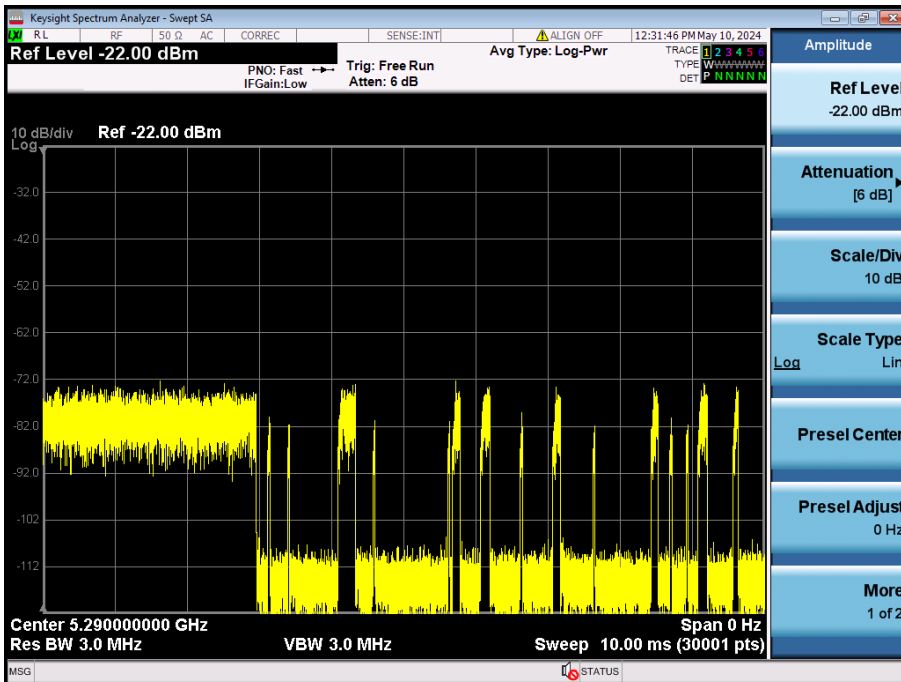 Keysight Spectrum Analyzer - Swept SA
LXI RL RF 50 Ω AC CORREC SENSE:INT ALIGN OFF 12:31:46 PM May 10, 2024
Ref Level -22.00 dBm
PNO: Fast
IFGain:Low
Trig: Free Run
Atten: 6 dB
Avg Type: Log-Pwr
TRACE 1 2 3 4 5 6
TYPE W W W W W W
DET P N N N N N
10 dB/div Ref -22.00 dBm
Log
-32.0
-42.0
-52.0
-62.0
-72.0
-82.0
-92.0
-102
-112
Center 5.290000000 GHz Span 0 Hz
Res BW 3.0 MHz VBW 3.0 MHz Sweep 10.00 ms (30001 pts)
MSG STATUS
Amplitude
Ref Level
-22.00 dBm
Attenuation
[6 dB]
Scale/Div
10 dB
Scale Type
Log Lin
Presel Center
Presel Adjust
0 Hz
More
1 of 2